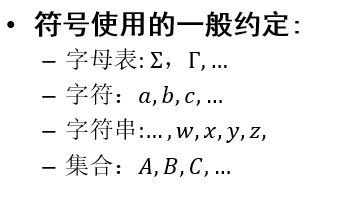 • 符号使用的一般约定:
– 字母表: Σ，Γ, …
– 字符：a, b, c, …
– 字符串:… , w, x, y, z,
– 集合：A, B, C, …